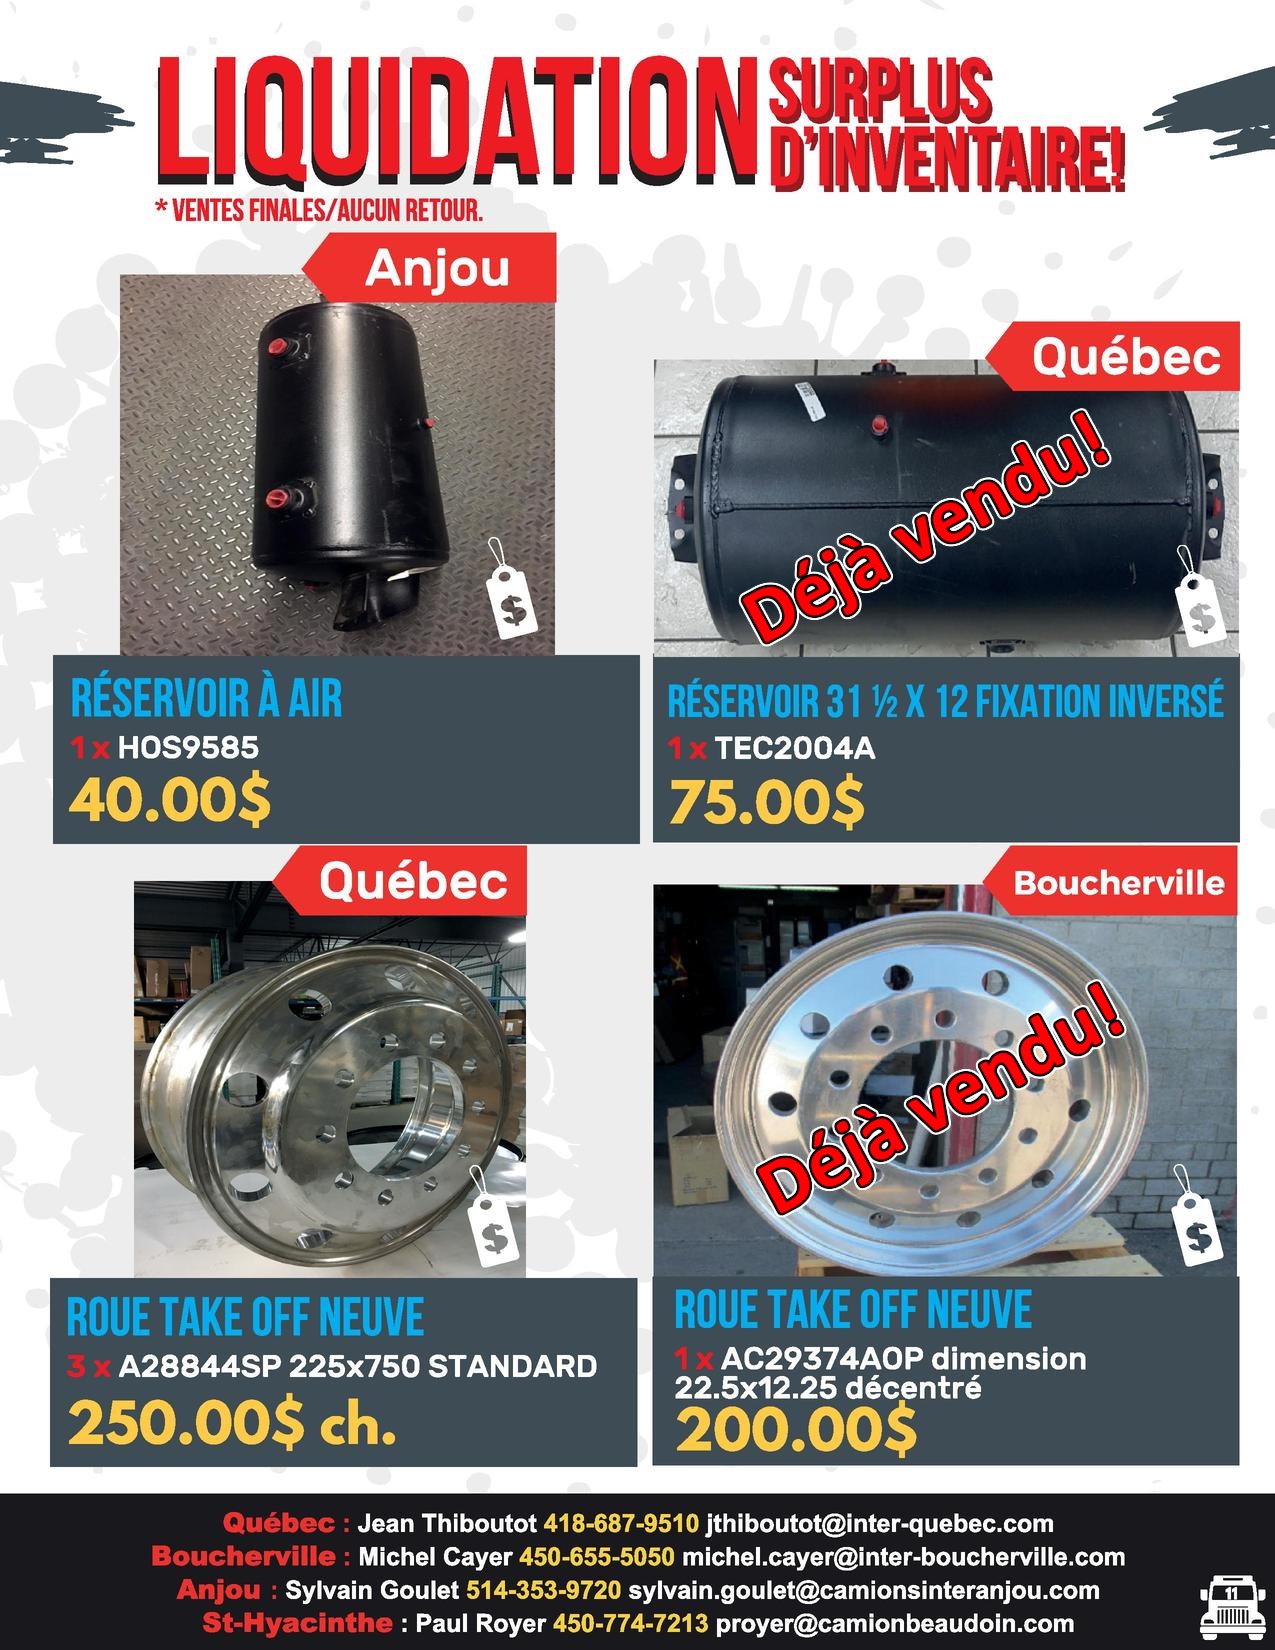 LIQUIDATION SURPLUS
D'INVENTAIRE!
* VENTES FINALES/AUCUN RETOUR.
Anjou
RÉSERVOIR À AIR
1 x HOS9585
40.00$
Québec
Déjà vendu!
RÉSERVOIR 31 ½ X 12 FIXATION INVERSÉ
1 x TEC2004A
75.00$
Québec
ROUE TAKE OFF NEUVE
3 x A28844SP 225x750 STANDARD
250.00$ ch.
Boucherville
Déjà vendu!
ROUE TAKE OFF NEUVE
1 x AC29374AOP dimension
22.5x12.25 décentré
200.00$
Québec : Jean Thiboutot 418-687-9510 jthiboutot@inter-quebec.com
Boucherville : Michel Cayer 450-655-5050 michel.cayer@inter-boucherville.com
Anjou : Sylvain Goulet 514-353-9720 sylvain.goulet@camionsinteranjou.com
St-Hyacinthe : Paul Royer 450-774-7213 proyer@camionbeaudoin.com
11